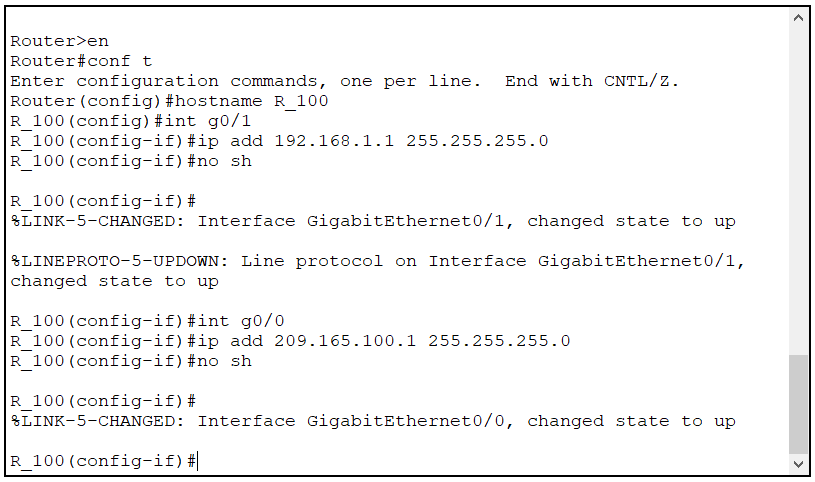 Router>en
Router#conf t
Enter configuration commands, one per line.  End with CNTL/Z.
Router(config)#hostname R_100
R_100(config)#int g0/1
R_100(config-if)#ip add 192.168.1.1 255.255.255.0
R_100(config-if)#no sh
R_100(config-if)#
%LINK-5-CHANGED: Interface GigabitEthernet0/1, changed state to up
%LINEPROTO-5-UPDOWN: Line protocol on Interface GigabitEthernet0/1,
changed state to up
R_100(config-if)#int g0/0
R_100(config-if)#ip add 209.165.100.1 255.255.255.0
R_100(config-if)#no sh
R_100(config-if)#
%LINK-5-CHANGED: Interface GigabitEthernet0/0, changed state to up
R_100(config-if)#